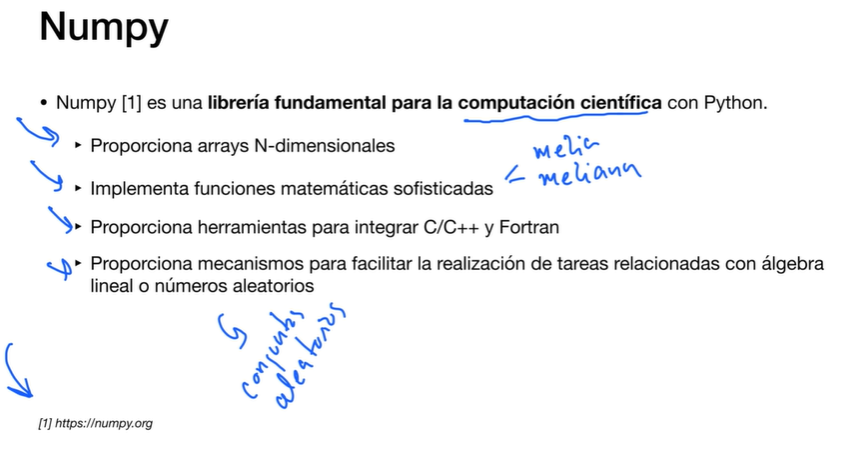 Numpy
• Numpy [1] es una librería fundamental para la computación científica con Python.
‣ Proporciona arrays N-dimensionales
‣ Implementa funciones matemáticas sofisticadas
media
mediana
‣ Proporciona herramientas para integrar C/C++ y Fortran
‣ Proporciona mecanismos para facilitar la realización de tareas relacionadas con álgebra
lineal o números aleatorios
conjuntos
aleatorios
[1] https://numpy.org